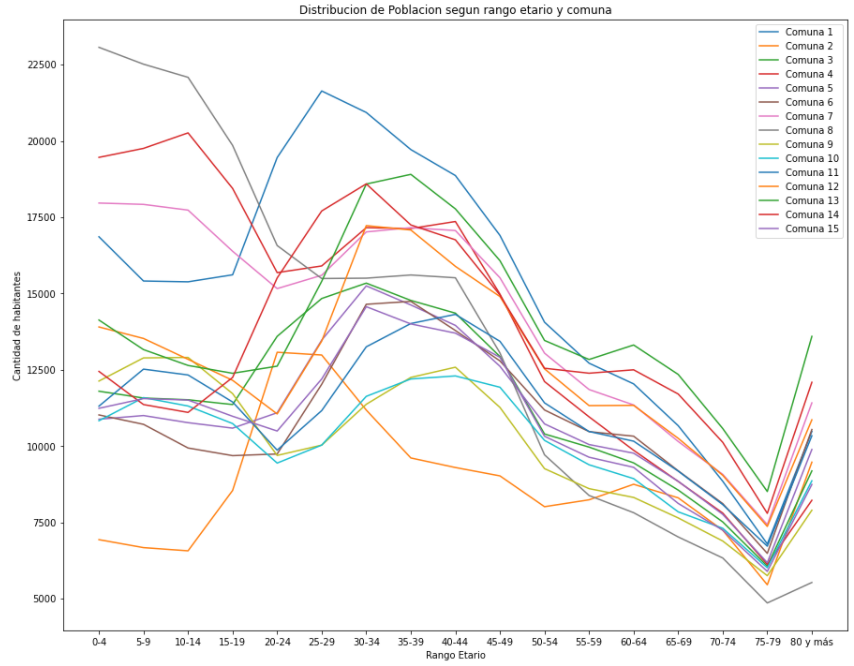 Distribucion de Poblacion segun rango etario y comuna
Cantidad de habitantes
22500
20000
17500
15000
12500
10000
7500
5000
Comuna 1
Comuna 2
Comuna 3
Comuna 4
Comuna 5
Comuna 6
Comuna 7
Comuna 8
Comuna 9
Comuna 10
Comuna 11
Comuna 12
Comuna 13
Comuna 14
Comuna 15
0-4 5-9 10-14 15-19 20-24 25-29 30-34 35-39 40-44 45-49 50-54 55-59 60-64 65-69 70-74 75-79 80 y más
Rango Etario